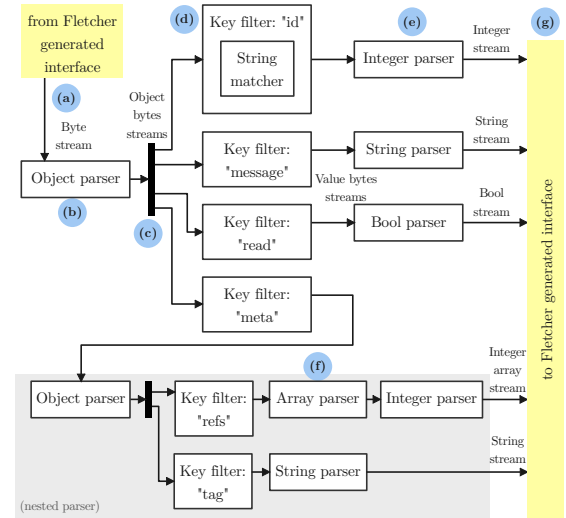 from Fletcher
generated
interface
(a)
Byte
stream
Object parser
(b)
Object
bytes
streams
(c)
(d)
Key filter: "id"
String
matcher
(e)
Integer parser
Integer
stream
(g)
Key filter:
"message"
String parser
String
stream
Value bytes
streams
Key filter:
"read"
Bool parser
Bool
stream
Key filter:
"meta"
to Fletcher generated interface
(f)
Object parser
Key filter:
"refs"
Array parser
Integer parser
Integer
array
stream
Key filter:
"tag"
String parser
String
stream
(nested parser)